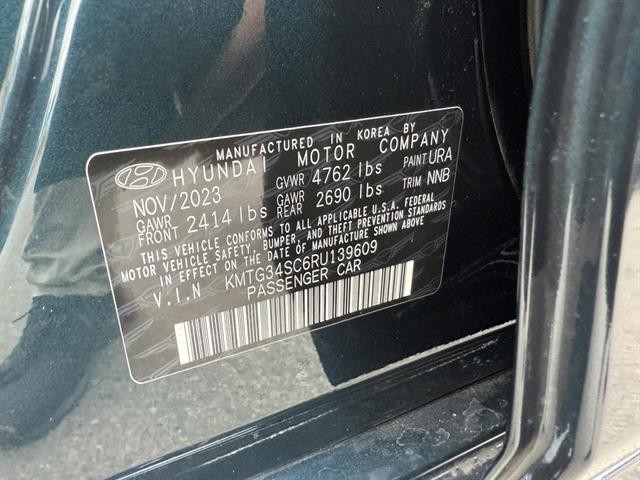 MANUFACTURED IN KOREA BY
HYUNDAI MOTOR COMPANY
NOV/2023 GVWR 4762 lbs PAINT URA
GAWR FRONT 2414 lbs GAWR REAR 2690 lbs TRIM NNB
THIS VEHICLE CONFORMS TO ALL APPLICABLE U.S.A. FEDERAL
MOTOR VEHICLE SAFETY, BUMPER, AND THEFT PREVENTION STANDARDS
IN EFFECT ON THE DATE OF MANUFACTURE SHOWN ABOVE
V.I.N KMTG34SC6RU139609
PASSENGER CAR